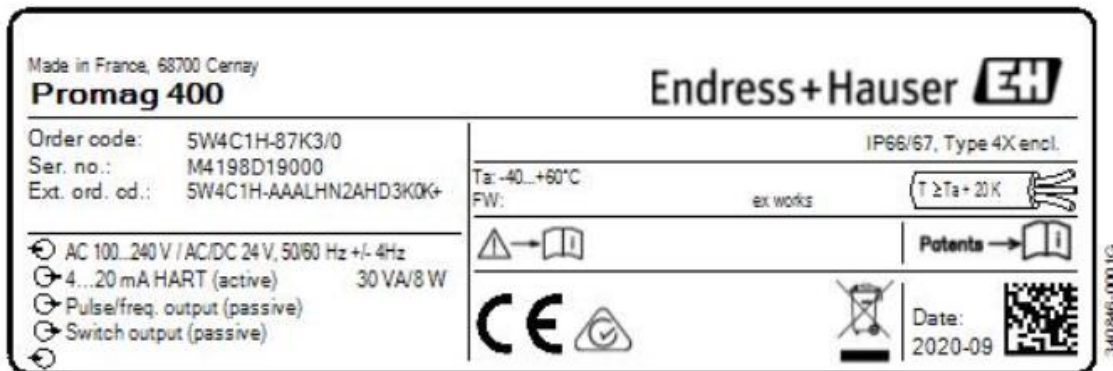 Made in France, 68700 Cernay
Promag 400
Endress+Hauser EH
Order code: 5W4C1H-87K3/0
Ser. no.: M4198D19000
Ext. ord. cd.: 5W4C1H-AAALHN2AHD3K0K+
AC 100...240 V / AC/DC 24 V, 50/60 Hz +/- 4Hz
4...20 mA HART (active) 30 VA/8 W
Pulse/freq. output (passive)
Switch output (passive)
IP66/67, Type 4X encl.
Ta: -40...+60°C
FW: ex works
T ≥Ta + 20 K
i
Patents → i
CE
Date:
2020-09